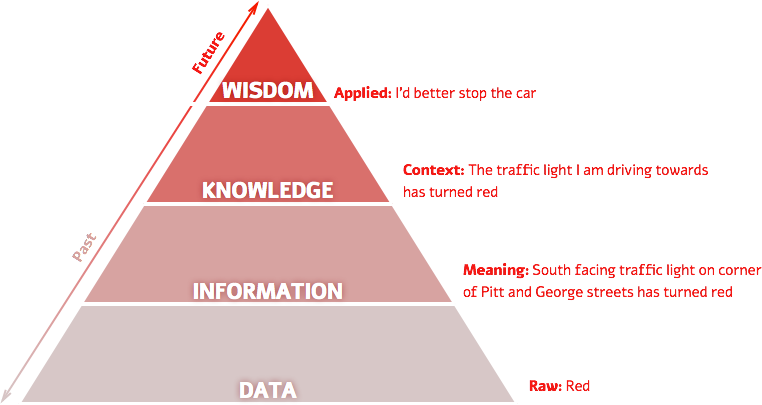 Future
WISDOM
Applied: I'd better stop the car
Context: The traffic light I am driving towards
has turned red
KNOWLEDGE
Past
Meaning: South facing traffic light on corner
of Pitt and George streets has turned red
INFORMATION
Raw: Red
DATA